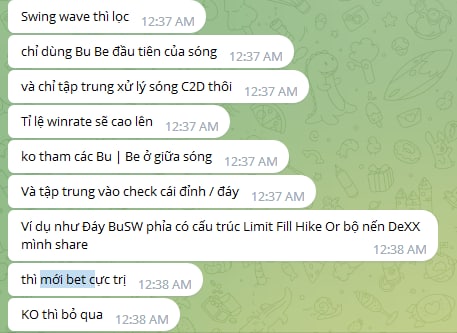 Swing wave thì lọc
12:37 AM
chỉ dùng Bu Be đầu tiên của sóng
12:37 AM
và chỉ tập trung xử lý sóng C2D thôi
12:37 AM
Tỉ lệ winrate sẽ cao lên
12:37 AM
ko tham các Bu | Be ở giữa sóng
12:37 AM
Và tập trung vào check cái đỉnh / đáy
12:37 AM
Ví dụ như Đáy BuSW phỉa có cấu trúc Limit Fill Hike Or bộ nến DeXX
mình share
12:38 AM
thì mới bet cực trị
12:38 AM
KO thì bỏ qua
12:38 AM